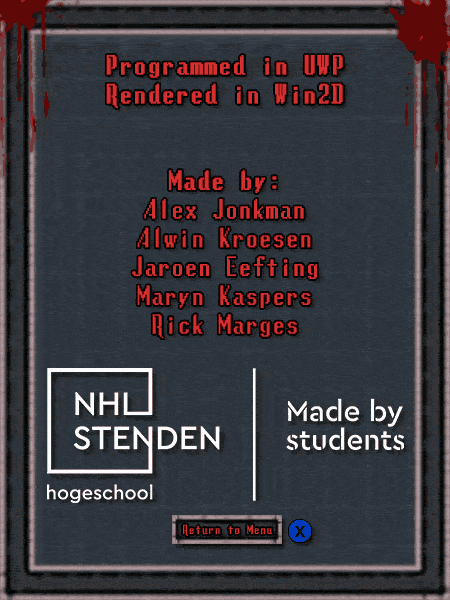 Programmed in UWP
Rendered in Win2D
Made by:
Alex Jonkman
Alwin Kroesen
Jaroen Eefting
Maryn Kaspers
Rick Marges
NHL
STENDEN
hogeschool
Made by
students
Return to Menu X